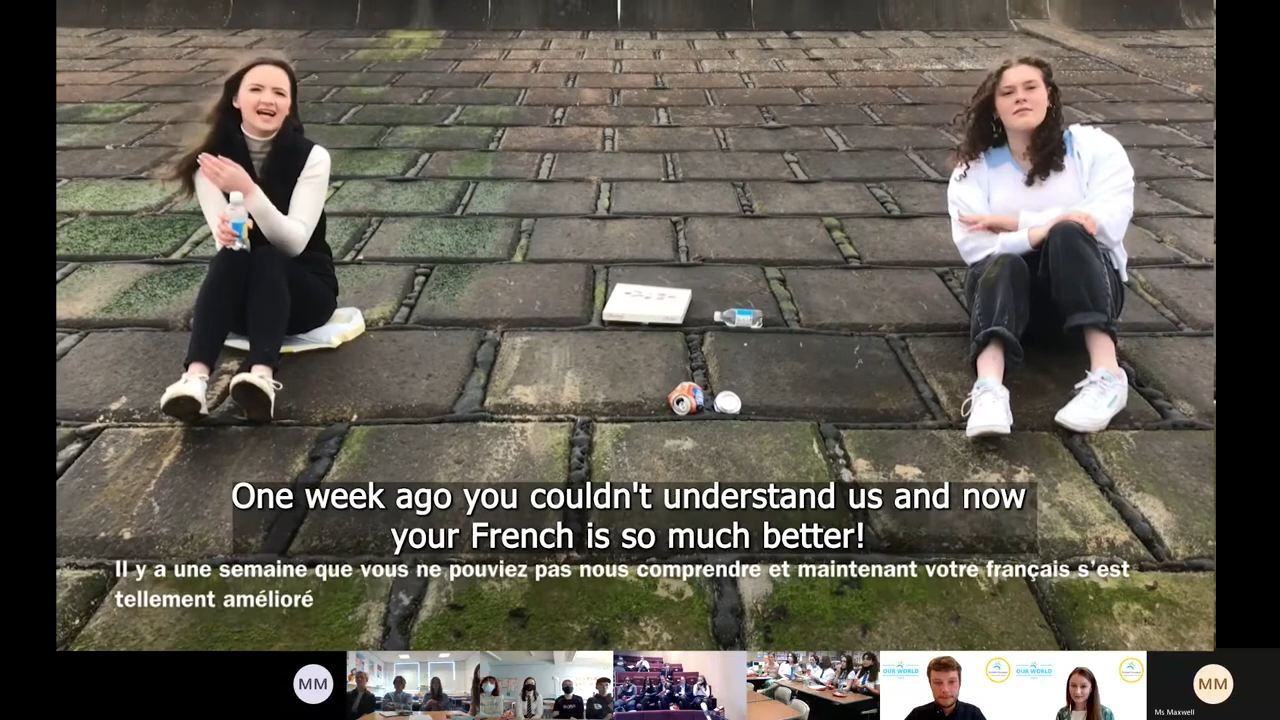 One week ago you couldn't understand us and now
your French is so much better!
Il y a une semaine que vous ne pouviez pas nous comprendre et maintenant votre français s'est
tellement amélioré
MM
OUR WORLD
OUR WORLD
MM
Ms Maxwell